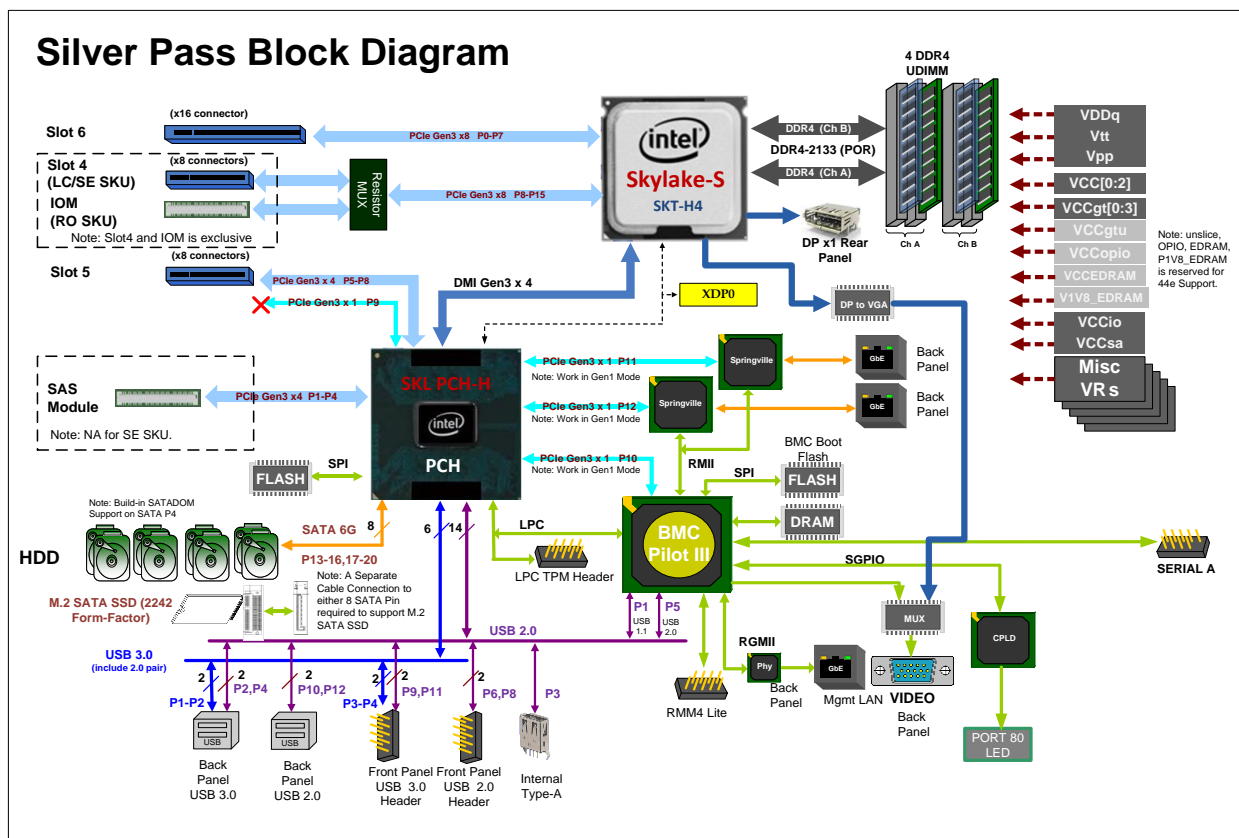 Silver Pass Block Diagram
4 DDR4
UDIMM
(x16 connector)
Slot 6
PCIe Gen3 x8 P0-P7
intel
Skylake-S
SKT-H4
DDR4 (Ch B)
DDR4-2133 (POR)
DDR4 (Ch A)
Ch A
Ch B
VDDq
Vtt
Vpp
VCC[0:2]
VCCgt[0:3]
VCCgtu
VCCopio
VCCEDRAM
V1V8_EDRAM
VCCio
VCCsa
Misc
VRs
Note: unslice,
OPIO, EDRAM,
P1V8_EDRAM
is reserved for
44e Support.
Slot 4
(LC/SE SKU)
IOM
(RO SKU)
(x8 connectors)
Resistor
MUX
PCIe Gen3 x8 P8-P15
Note: Slot4 and IOM is exclusive
DP x1 Rear
Panel
Slot 5
(x8 connectors)
PCIe Gen3 x 4 P5-P8
PCIe Gen3 x 1 P9
DMI Gen3 x 4
XDP0
DP to VGA
SAS
Module
PCIe Gen3 x4 P1-P4
Note: NA for SE SKU.
SKL PCH-H
intel
PCH
PCIe Gen3 x 1 P11
Note: Work in Gen1 Mode
Springville
GbE
Back
Panel
PCIe Gen3 x 1 P12
Note: Work in Gen1 Mode
Springville
GbE
Back
Panel
PCIe Gen3 x 1 P10
Note: Work in Gen1 Mode
RMII
BMC Boot
Flash
SPI
FLASH
SPI
FLASH
DRAM
Note: Build-in SATADOM
Support on SATA P4
HDD
8
SATA 6G
P13-16,17-20
6
14
LPC
LPC TPM Header
BMC
Pilot III
SGPIO
SERIAL A
M.2 SATA SSD (2242
Form-Factor)
Note: A Separate
Cable Connection to
either 8 SATA Pin
required to support M.2
SATA SSD
P1
USB
1.1
P5
USB
2.0
USB 2.0
USB 3.0
(include 2.0 pair)
MUX
CPLD
RGMII
Phy
Back
Panel
GbE
Mgmt LAN
RMM4 Lite
VIDEO
Back
Panel
PORT 80
LED
2
2
2
2
2
2
P1-P2
P2,P4
P10,P12
P3-P4
P9,P11
P6,P8
P3
USB
USB
Back
Panel
USB 3.0
Back
Panel
USB 2.0
Front Panel
USB 3.0
Header
Front Panel
USB 2.0
Header
Internal
Type-A